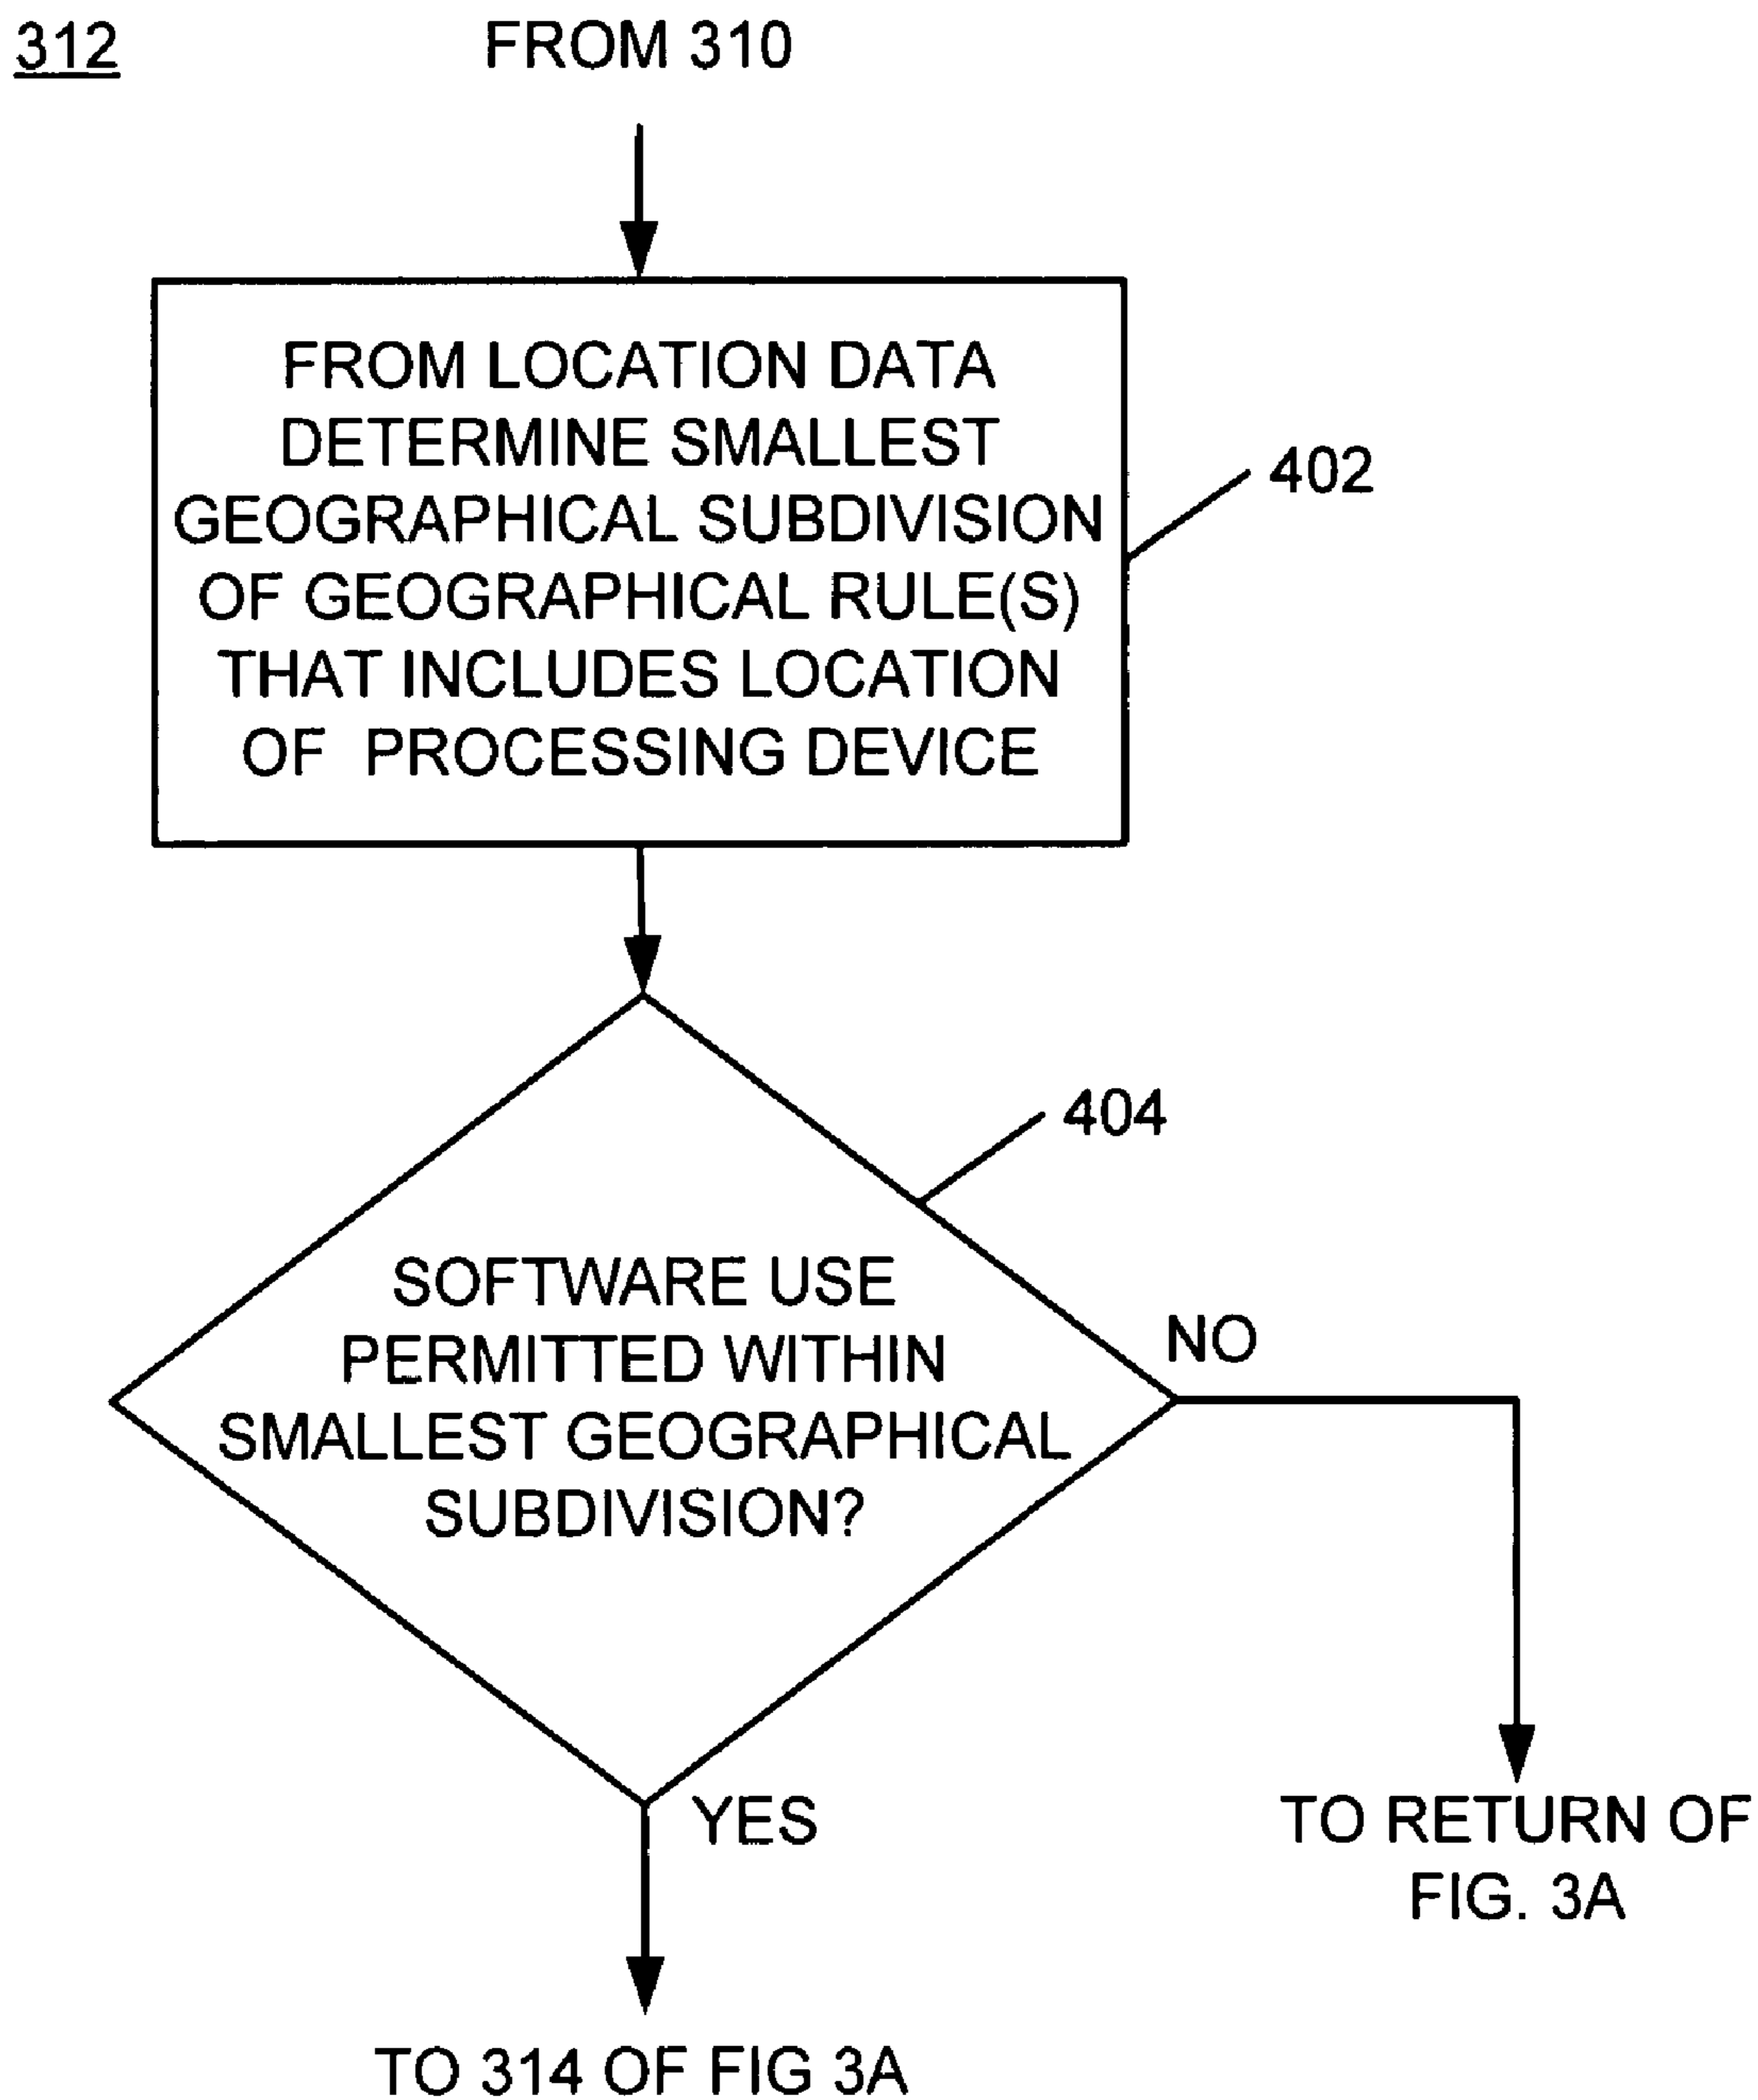 312
FROM 310
FROM LOCATION DATA
DETERMINE SMALLEST
GEOGRAPHICAL SUBDIVISION
OF GEOGRAPHICAL RULE(S)
THAT INCLUDES LOCATION
OF PROCESSING DEVICE
402
404
SOFTWARE USE
PERMITTED WITHIN
SMALLEST GEOGRAPHICAL
SUBDIVISION?
NO
YES
TO RETURN OF
FIG. 3A
TO 314 OF FIG 3A